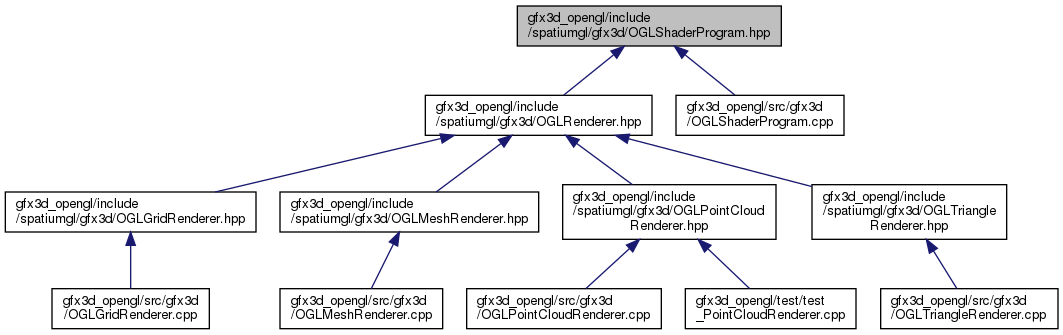 gfx3d_opengl/include
/spatiumgl/gfx3d/OGLShaderProgram.hpp
gfx3d_opengl/include
/spatiumgl/gfx3d/OGLRenderer.hpp
gfx3d_opengl/src/gfx3d
/OGLShaderProgram.cpp
gfx3d_opengl/include
/spatiumgl/gfx3d/OGLGridRenderer.hpp
gfx3d_opengl/include
/spatiumgl/gfx3d/OGLMeshRenderer.hpp
gfx3d_opengl/include
/spatiumgl/gfx3d/OGLPointCloud
Renderer.hpp
gfx3d_opengl/include
/spatiumgl/gfx3d/OGLTriangle
Renderer.hpp
gfx3d_opengl/src/gfx3d
/OGLGridRenderer.cpp
gfx3d_opengl/src/gfx3d
/OGLMeshRenderer.cpp
gfx3d_opengl/src/gfx3d
/OGLPointCloudRenderer.cpp
gfx3d_opengl/test/test
_PointCloudRenderer.cpp
gfx3d_opengl/src/gfx3d
/OGLTriangleRenderer.cpp